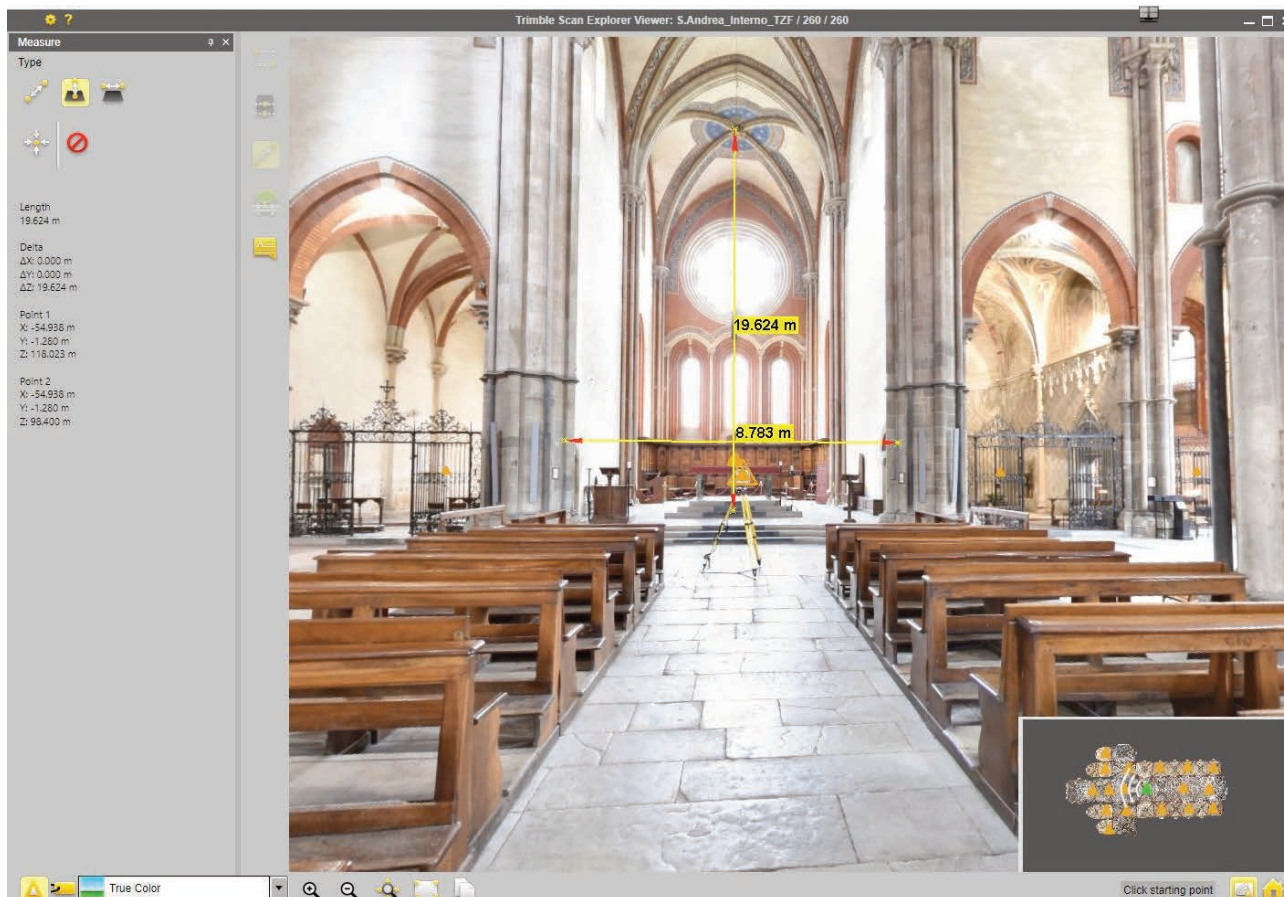 ?
Trimble Scan Explorer Viewer: S.Andrea_Interno_TZF / 260 / 260
Measure
Type
Length
19.624 m
Delta
ΔX: 0.000 m
ΔY: 0.000 m
ΔZ: 19.624 m
Point 1
X: -54.938 m
Y: -1.280 m
Z: 118.023 m
Point 2
X: -54.938 m
Y: -1.280 m
Z: 98.400 m
19.624 m
8.783 m
True Color
Click starting point